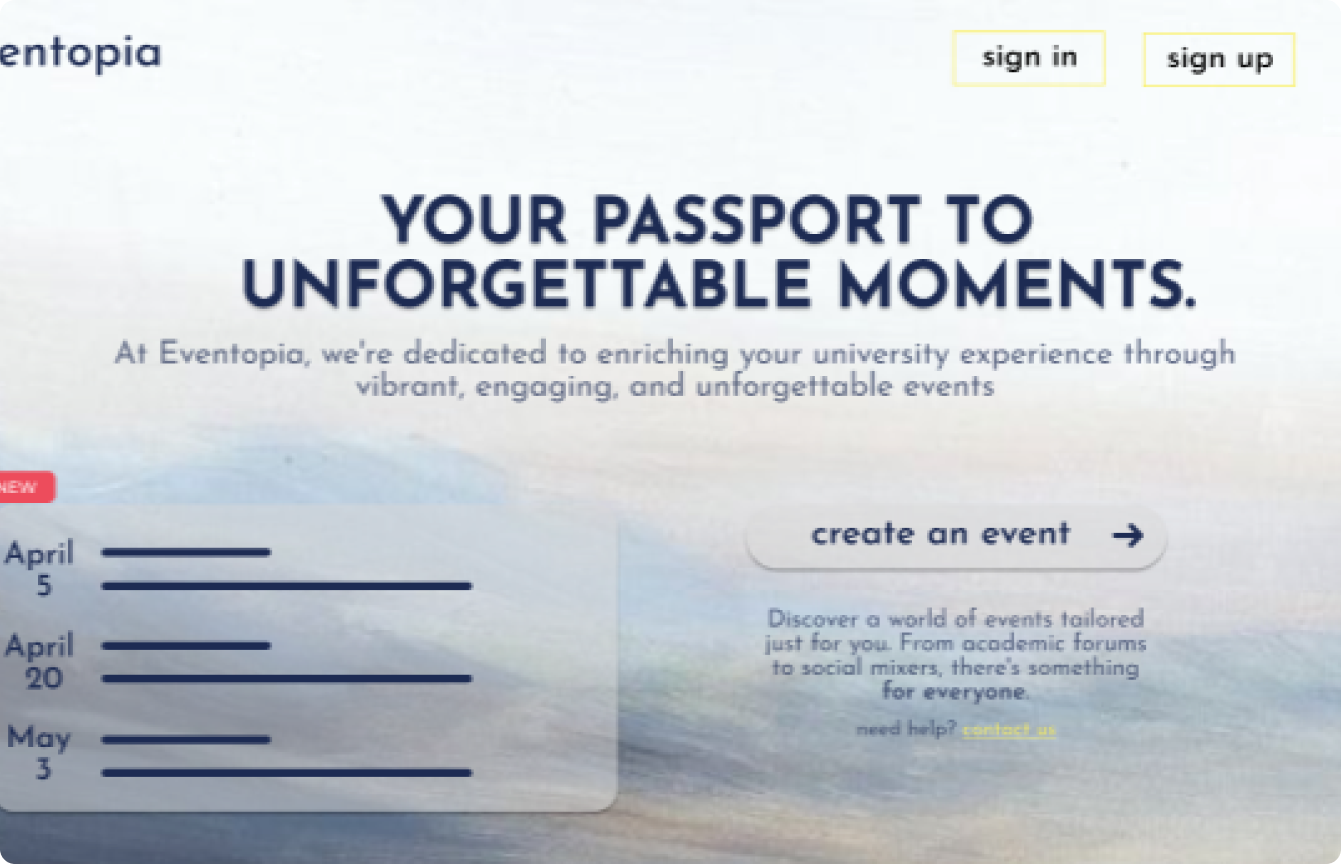 entopia
sign in
sign up
YOUR PASSPORT TO
UNFORGETTABLE MOMENTS.
At Eventopia, we're dedicated to enriching your university experience through
vibrant, engaging, and unforgettable events
NEW
April
5
April
20
May
3
create an event →
Discover a world of events tailored
just for you. From academic forums
to social mixers, there's something
for everyone.
need help? contact us